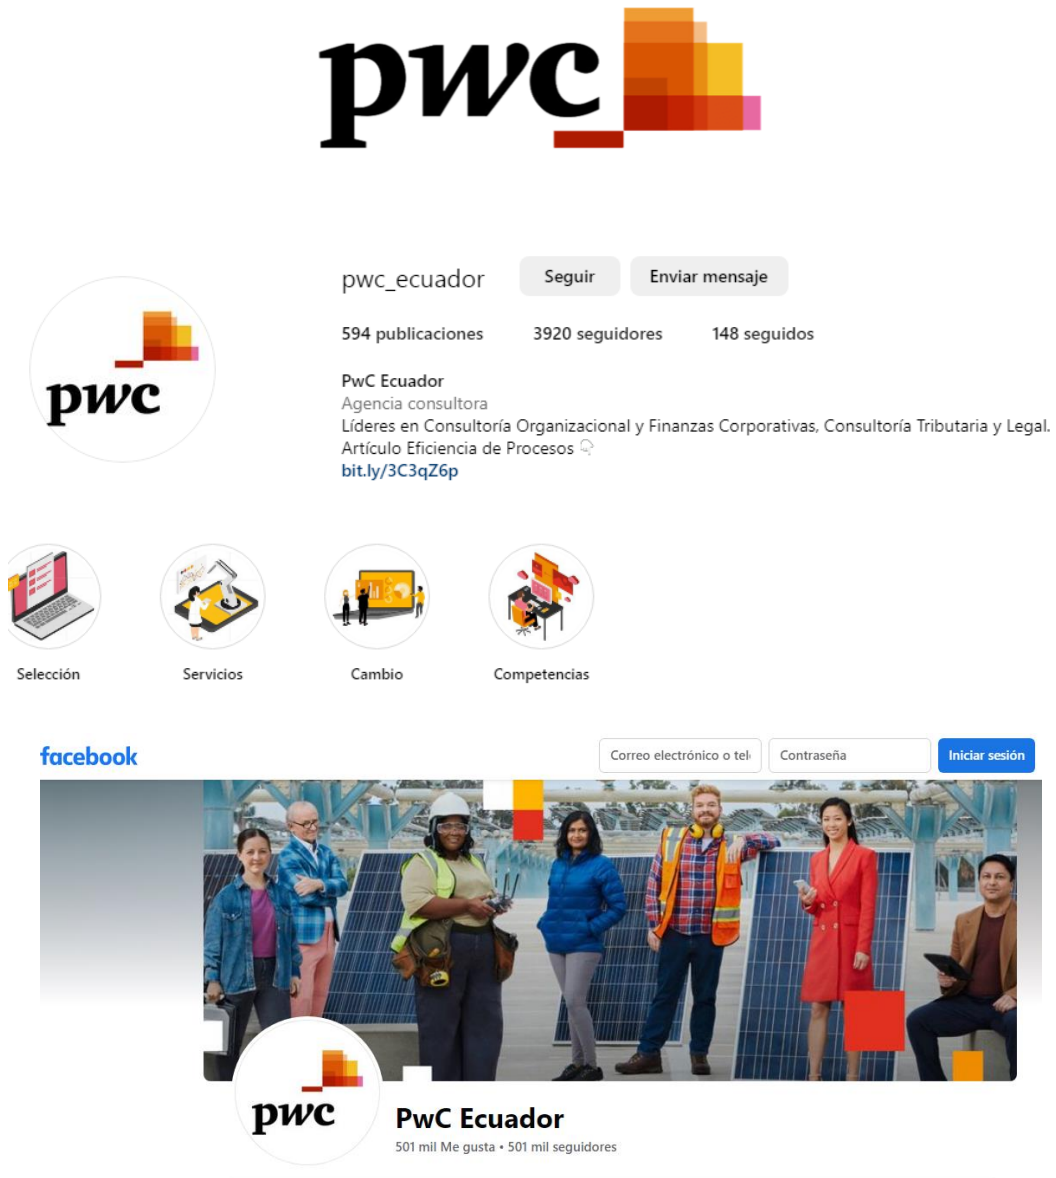 pwc
pwc_ecuador
Seguir
Enviar mensaje
594 publicaciones
3920 seguidores
148 seguidos
pwc
PwC Ecuador
Agencia consultora
Líderes en Consultoría Organizacional y Finanzas Corporativas, Consultoría Tributaria y Legal.
Artículo Eficiencia de Procesos
bit.ly/3C3qZ6p
Selección
Servicios
Cambio
Competencias
facebook
Correo electrónico o tel
Contraseña
Iniciar sesión
pwc
PwC Ecuador
501 mil Me gusta • 501 mil seguidores